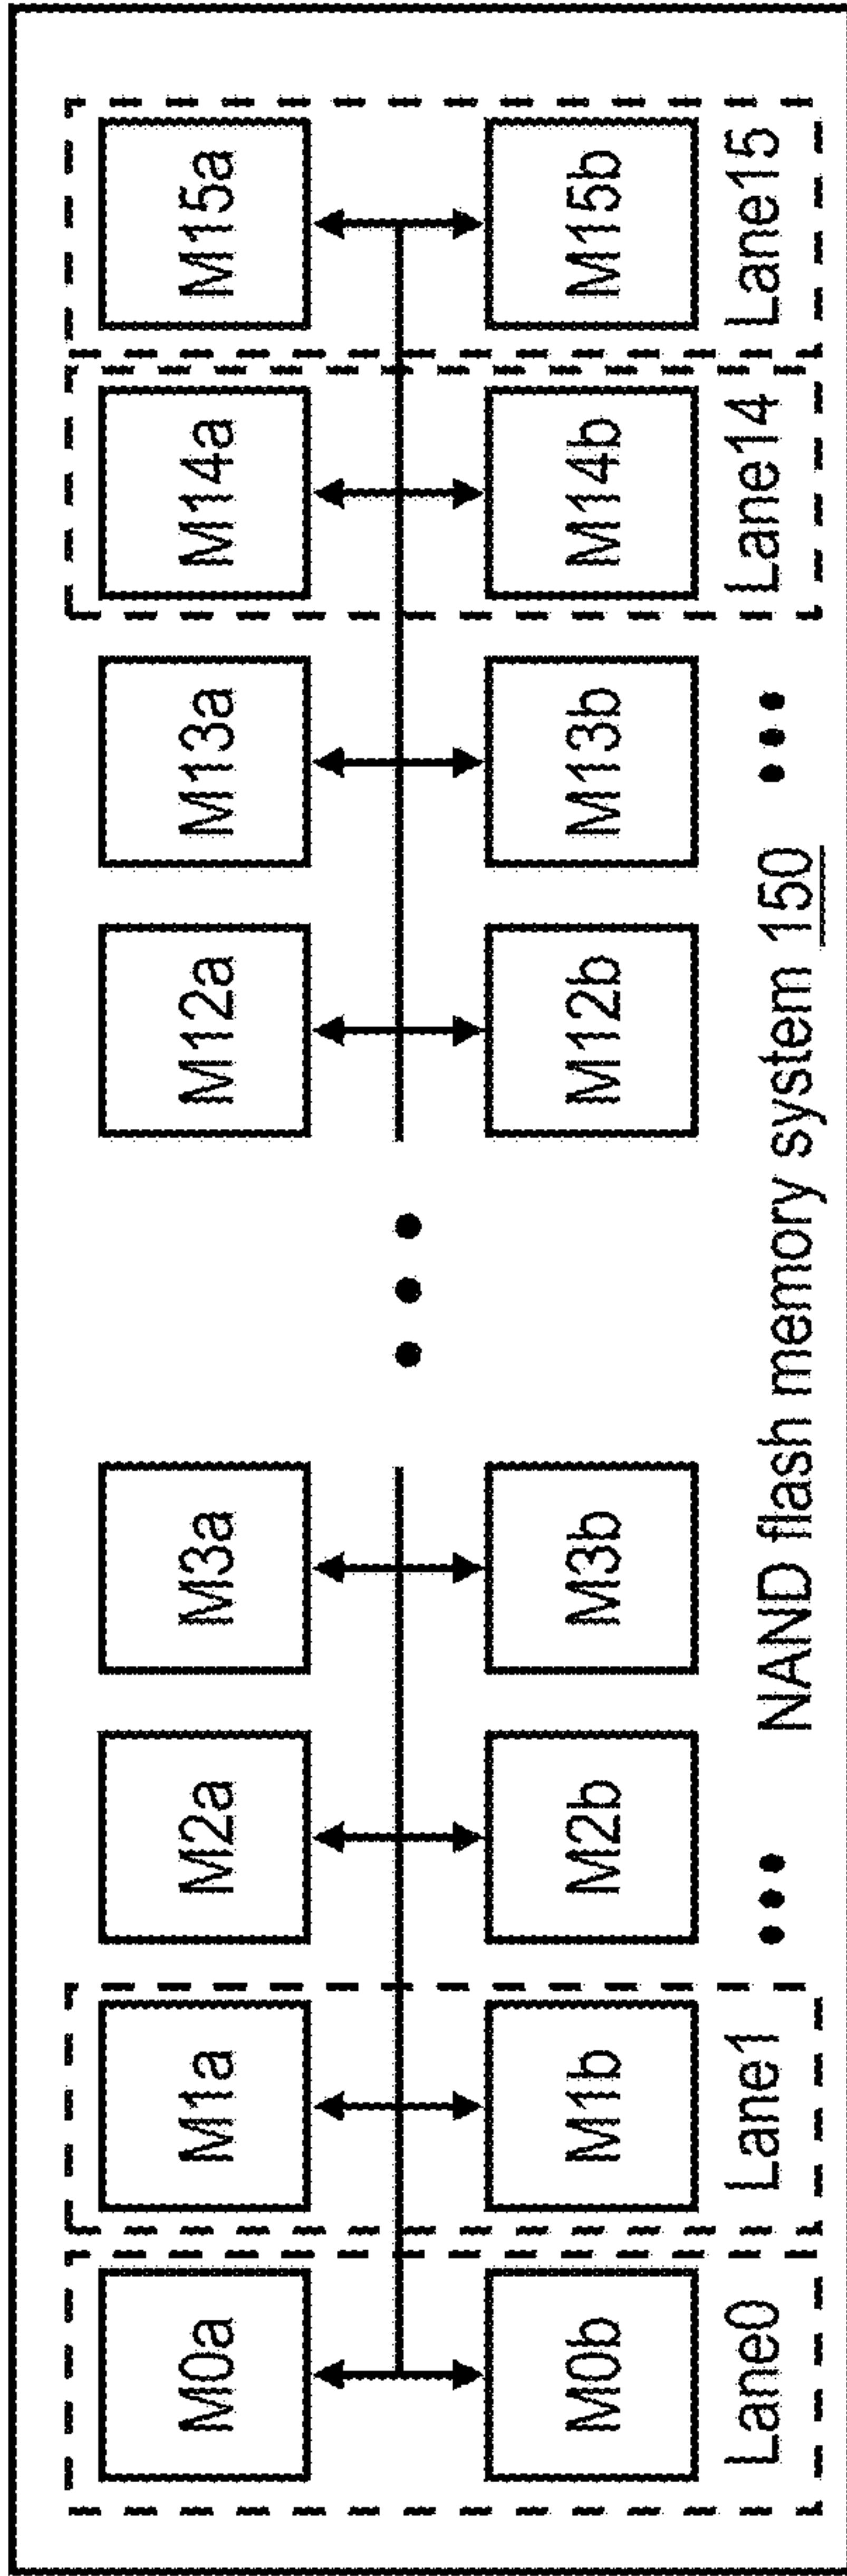 M0a M1a M2a M3a M12a M13a M14a M15a
M0b M1b M2b M3b M12b M13b M14b M15b
Lane0 Lane1 NAND flash memory system 150 Lane14 Lane15